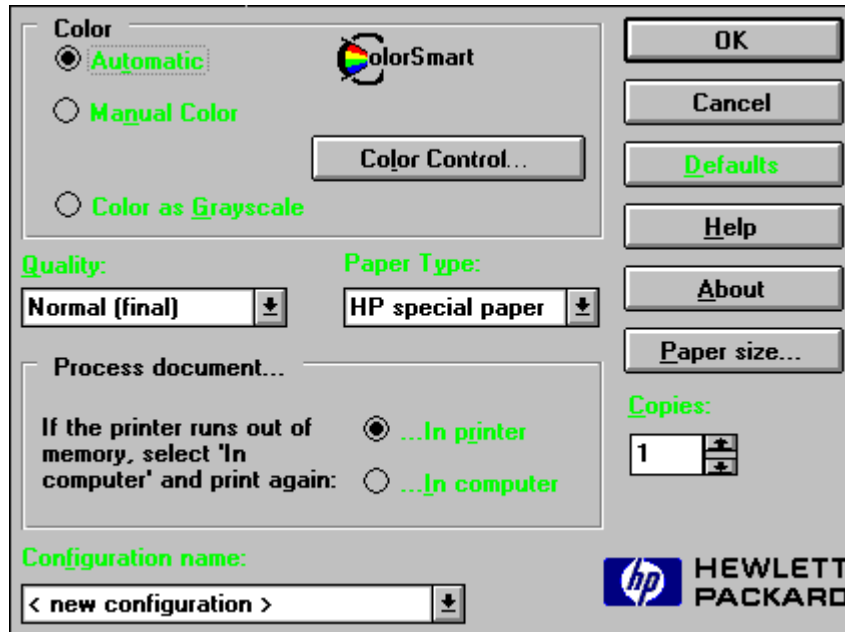 Color
Automatic
ColorSmart
Manual Color
Color Control...
Color as Grayscale
OK
Cancel
Defaults
Help
About
Paper size...
Quality:
Normal (final)
Paper Type:
HP special paper
Process document...
If the printer runs out of
memory, select 'In
computer' and print again:
...In printer
...In computer
Copies:
1
Configuration name:
< new configuration >
hp
HEWLETT
PACKARD